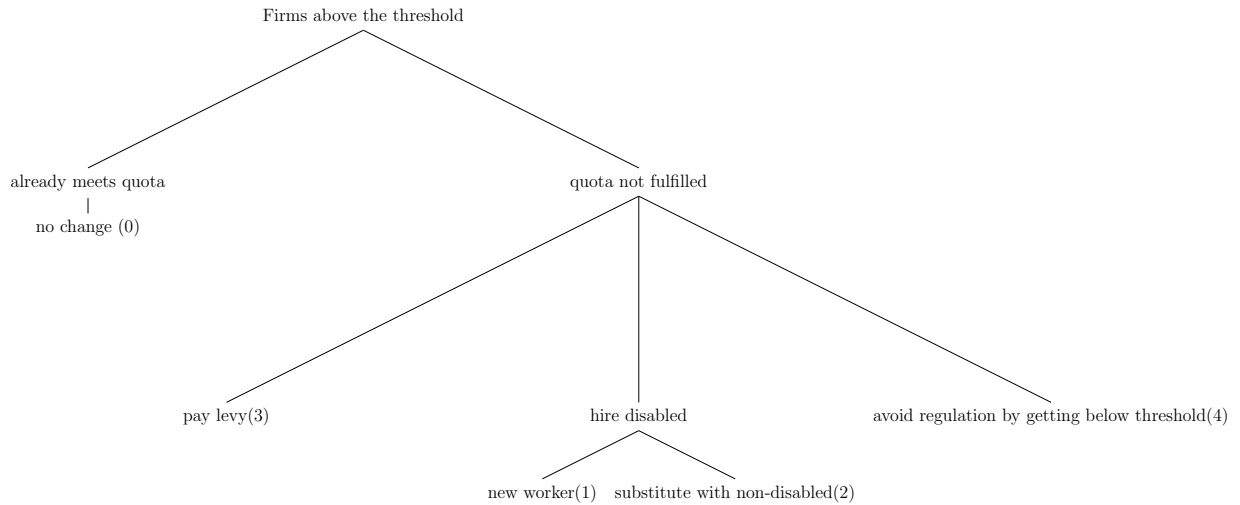 Firms above the threshold
already meets quota
quota not fulfilled
no change (0)
pay levy(3)
hire disabled
avoid regulation by getting below threshold(4)
new worker(1)
substitute with non-disabled(2)